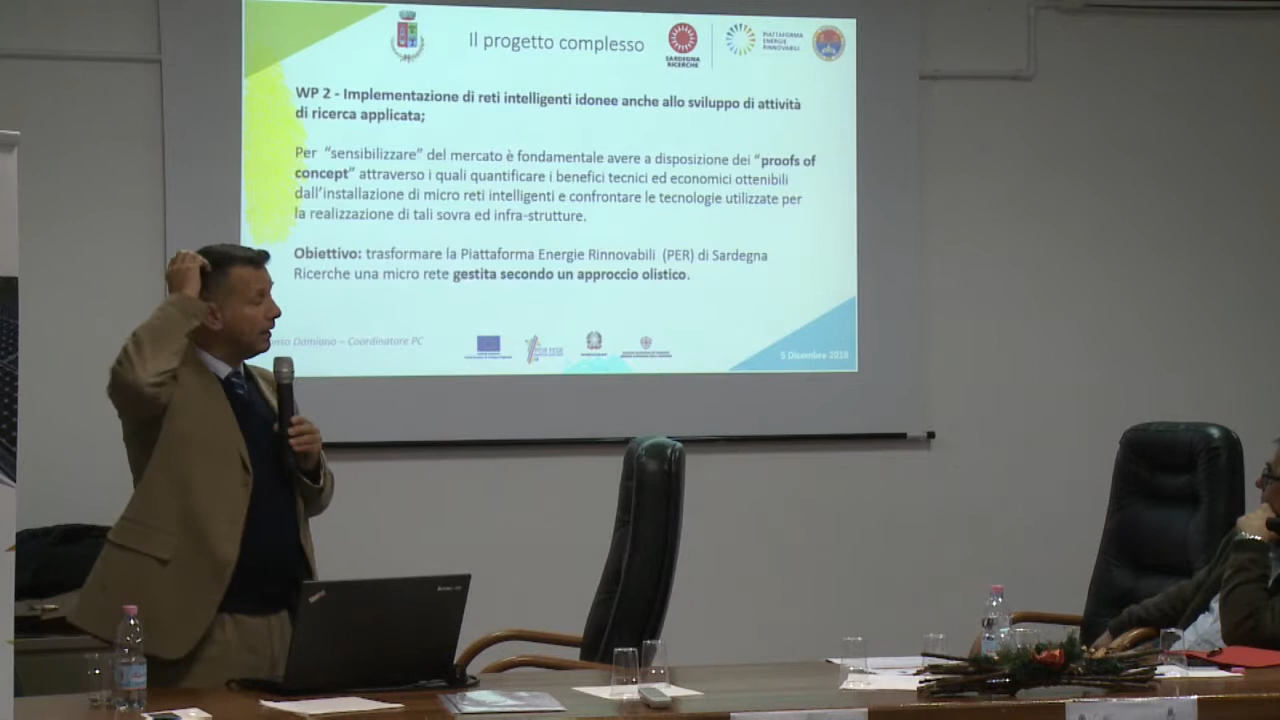 Il progetto complesso
SARDEGNA
RICERCHE
PIATTAFORMA
ENERGIE
RINNOVABILI
WP 2 - Implementazione di reti intelligenti idonee anche allo sviluppo di attività
di ricerca applicata;
Per “sensibilizzare” del mercato è fondamentale avere a disposizione dei “proofs of
concept” attraverso i quali quantificare i benefici tecnici ed economici ottenibili
dall’installazione di micro reti intelligenti e confrontare le tecnologie utilizzate per
la realizzazione di tali sovra ed infra-strutture.
Obiettivo: trasformare la Piattaforma Energie Rinnovabili (PER) di Sardegna
Ricerche una micro rete gestita secondo un approccio olistico.
Damiano – Coordinatore PC
5 Dicembre 2018